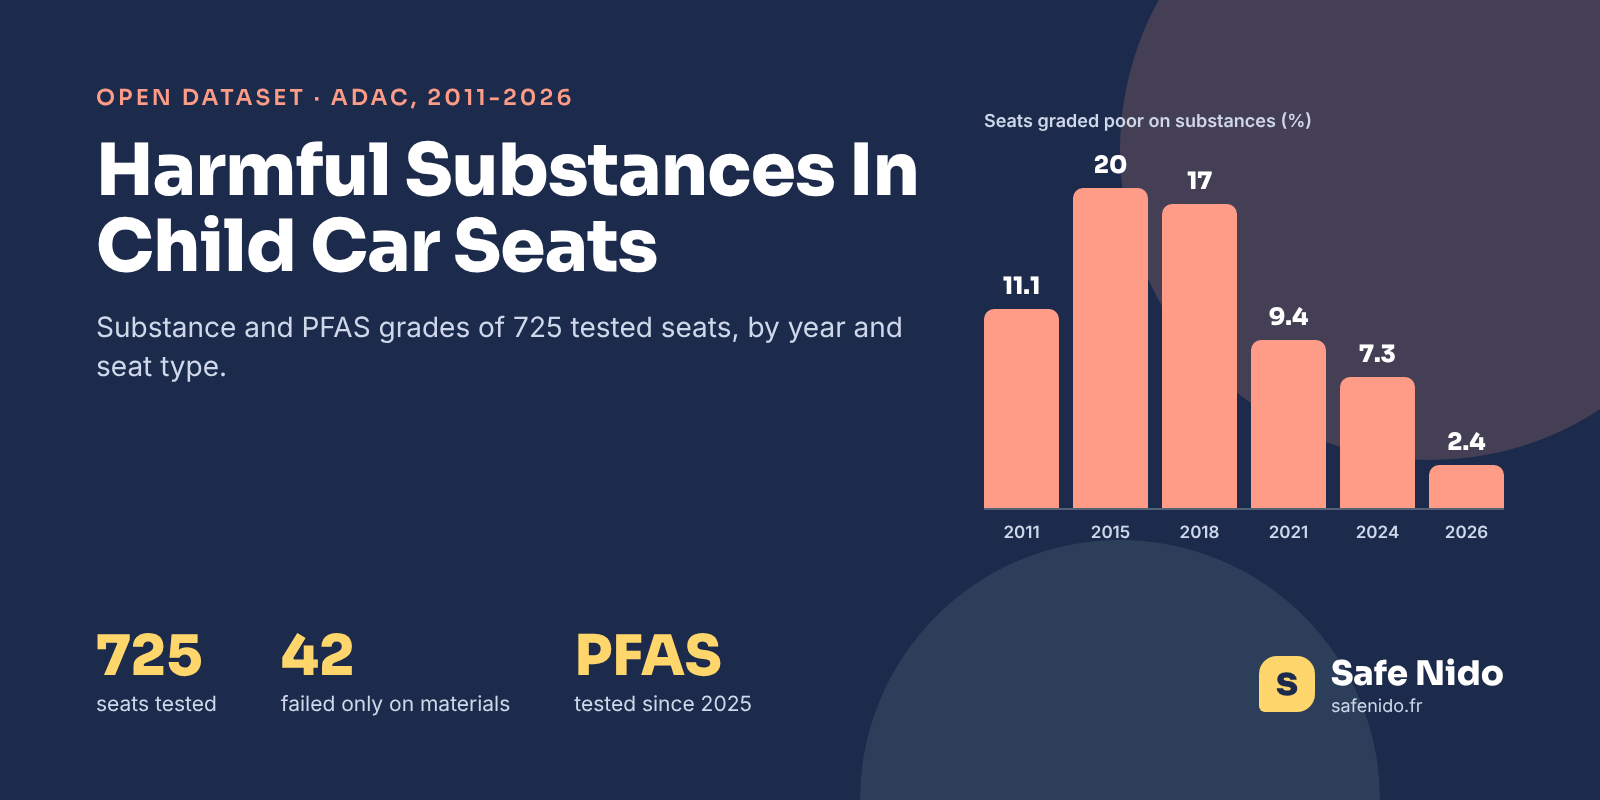 OPEN DATASET · ADAC, 2011–2026
Harmful Substances In
Child Car Seats
Substance and PFAS grades of 725 tested seats, by year and
seat type.
Seats graded poor on substances (%)
11.1
20
17
9.4
7.3
2.4
2011
2015
2018
2021
2024
2026
725
seats tested
42
failed only on materials
PFAS
tested since 2025
S
Safe Nido
safenido.fr